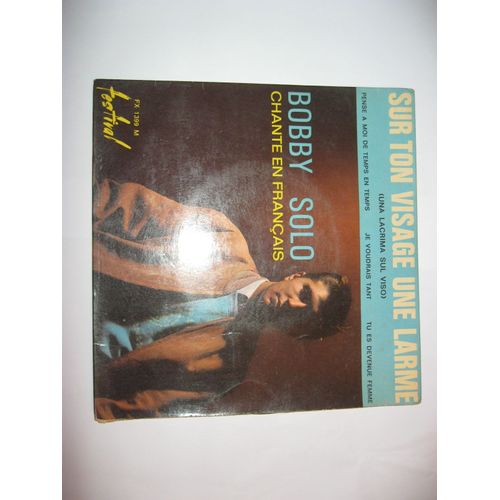 SUR TON VISAGE UNE LARME
(UNA LACRIMA SUL VISO)
PENSE A MOI DE TEMPS EN TEMPS JE VOUDRAIS TANT TU ES DEVENUE FEMME
BOBBY SOLO
CHANTE EN FRANÇAIS
FX 1399 M
festival